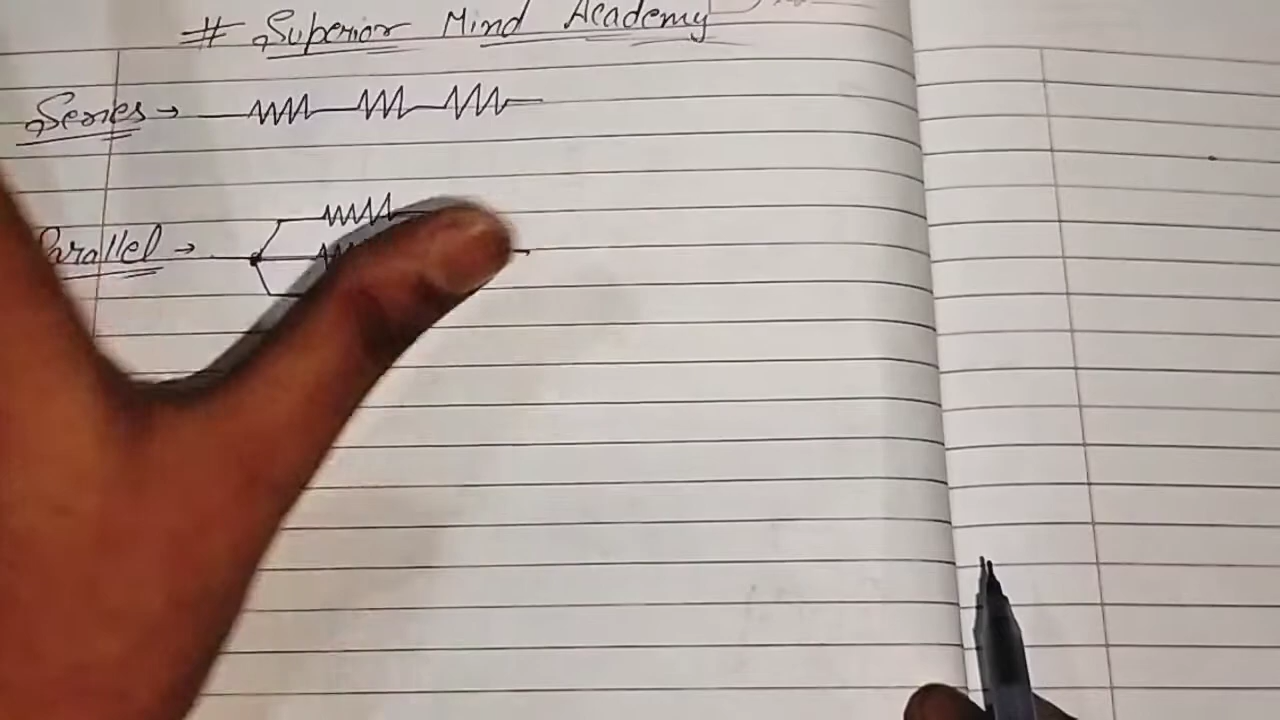 # Superior Mind Academy
Series →
Parallel →